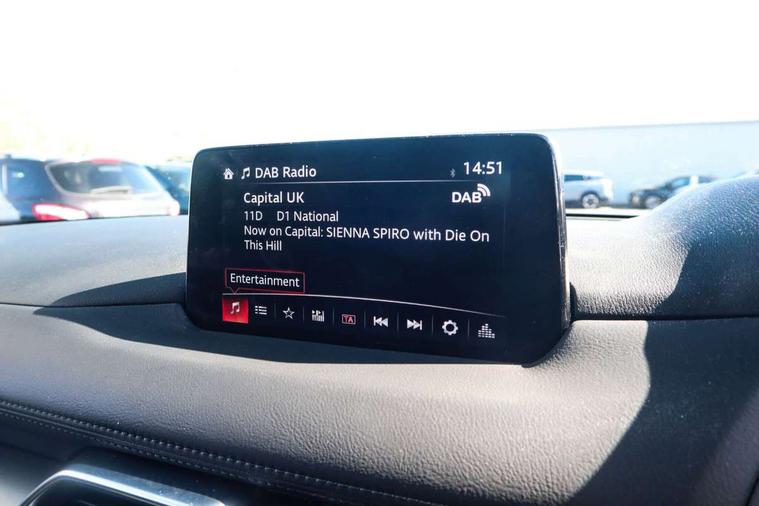 DAB Radio
14:51
Capital UK
DAB
11D D1 National
Now on Capital: SIENNA SPIRO with Die On
This Hill
Entertainment
TA